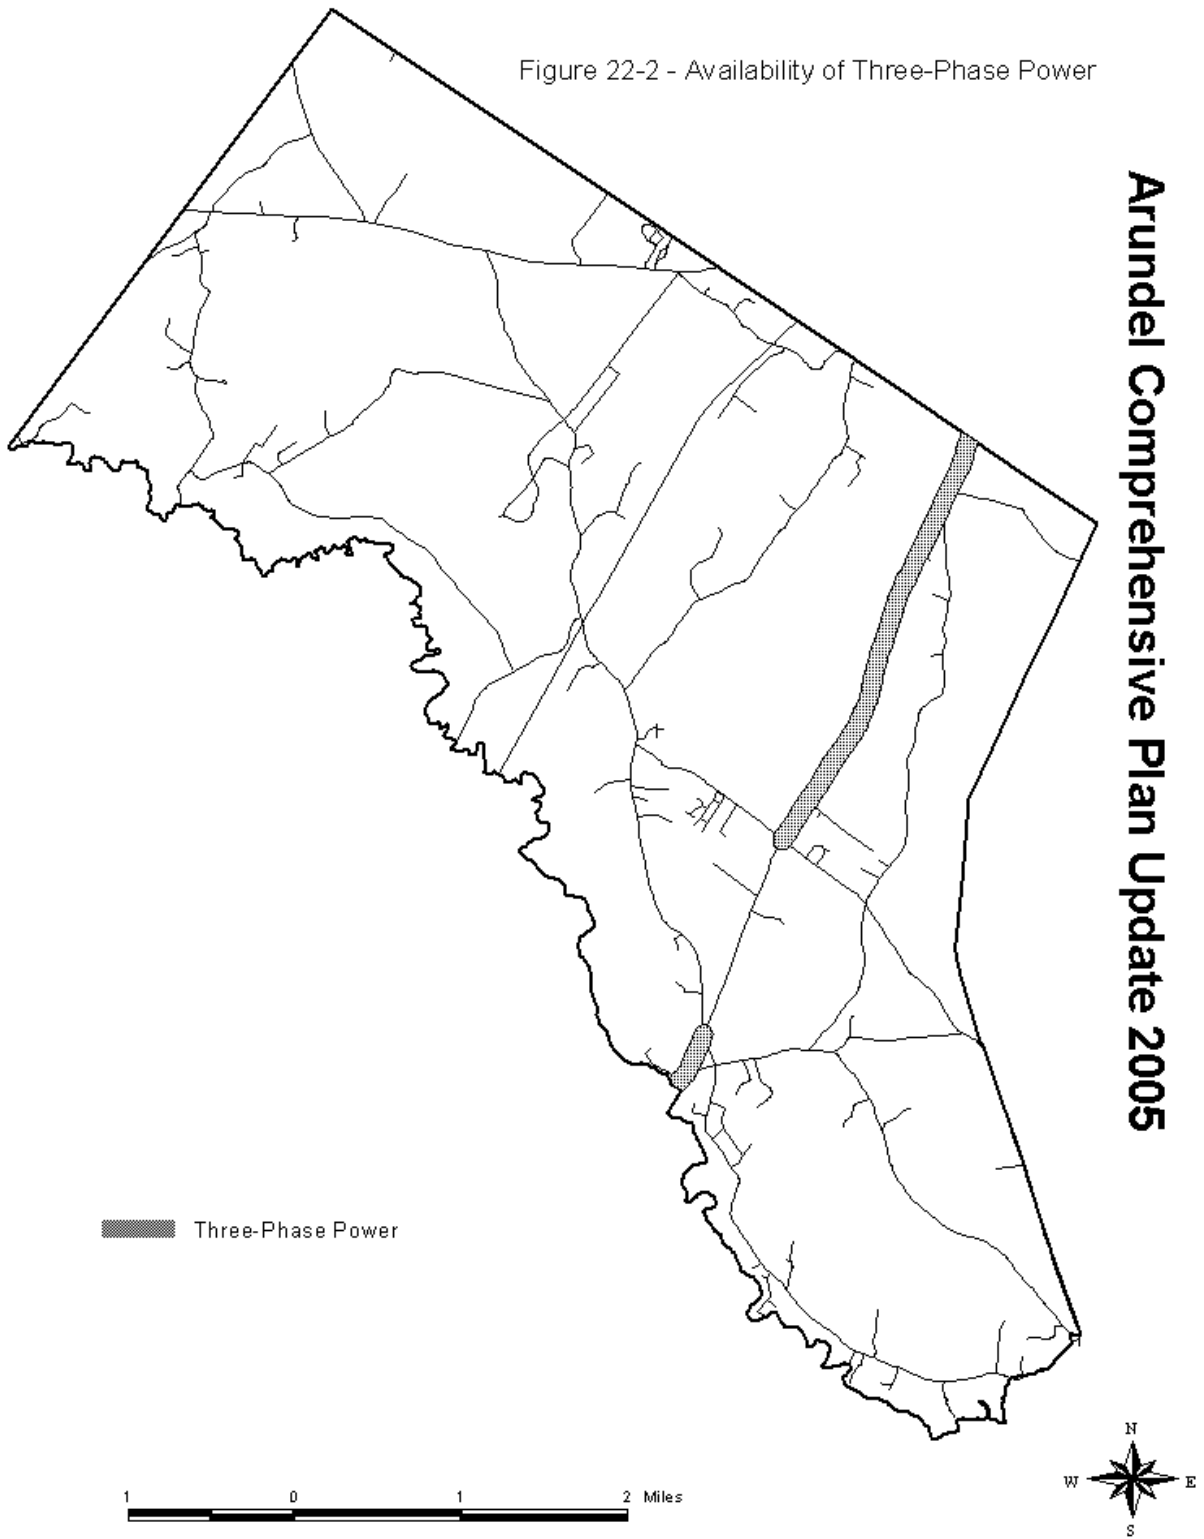 Figure 22-2 - Availability of Three-Phase Power
Arundel Comprehensive Plan Update 2005
Three-Phase Power
1 0 1 2 Miles
N
W E
S